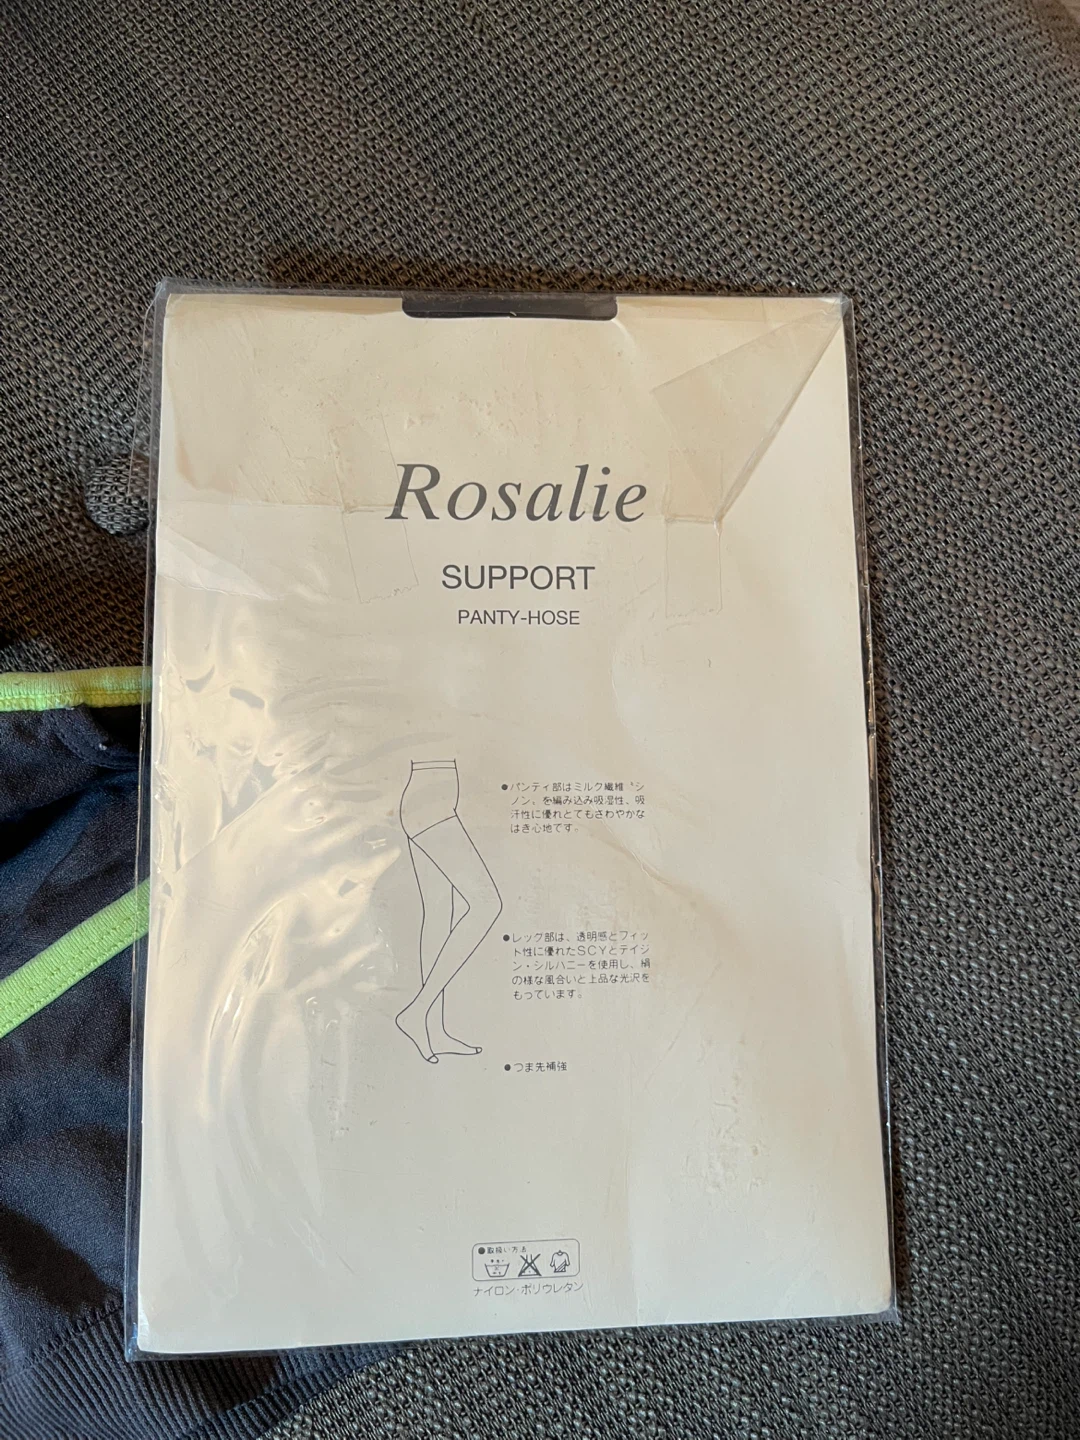 Rosalie
SUPPORT
PANTY-HOSE
●パンティ部はミルク繊維〝シ
ノン〟を編み込み吸湿性、吸
汗性に優れとてもさわやかな
はき心地です。
●レッグ部は、透明感とフィッ
ト性に優れたSCYとテイジ
ン・シルハニーを使用し、絹
の様な風合いと上品な光沢を
もっています。
●つま先補強
●取扱い方法
ナイロン・ポリウレタン